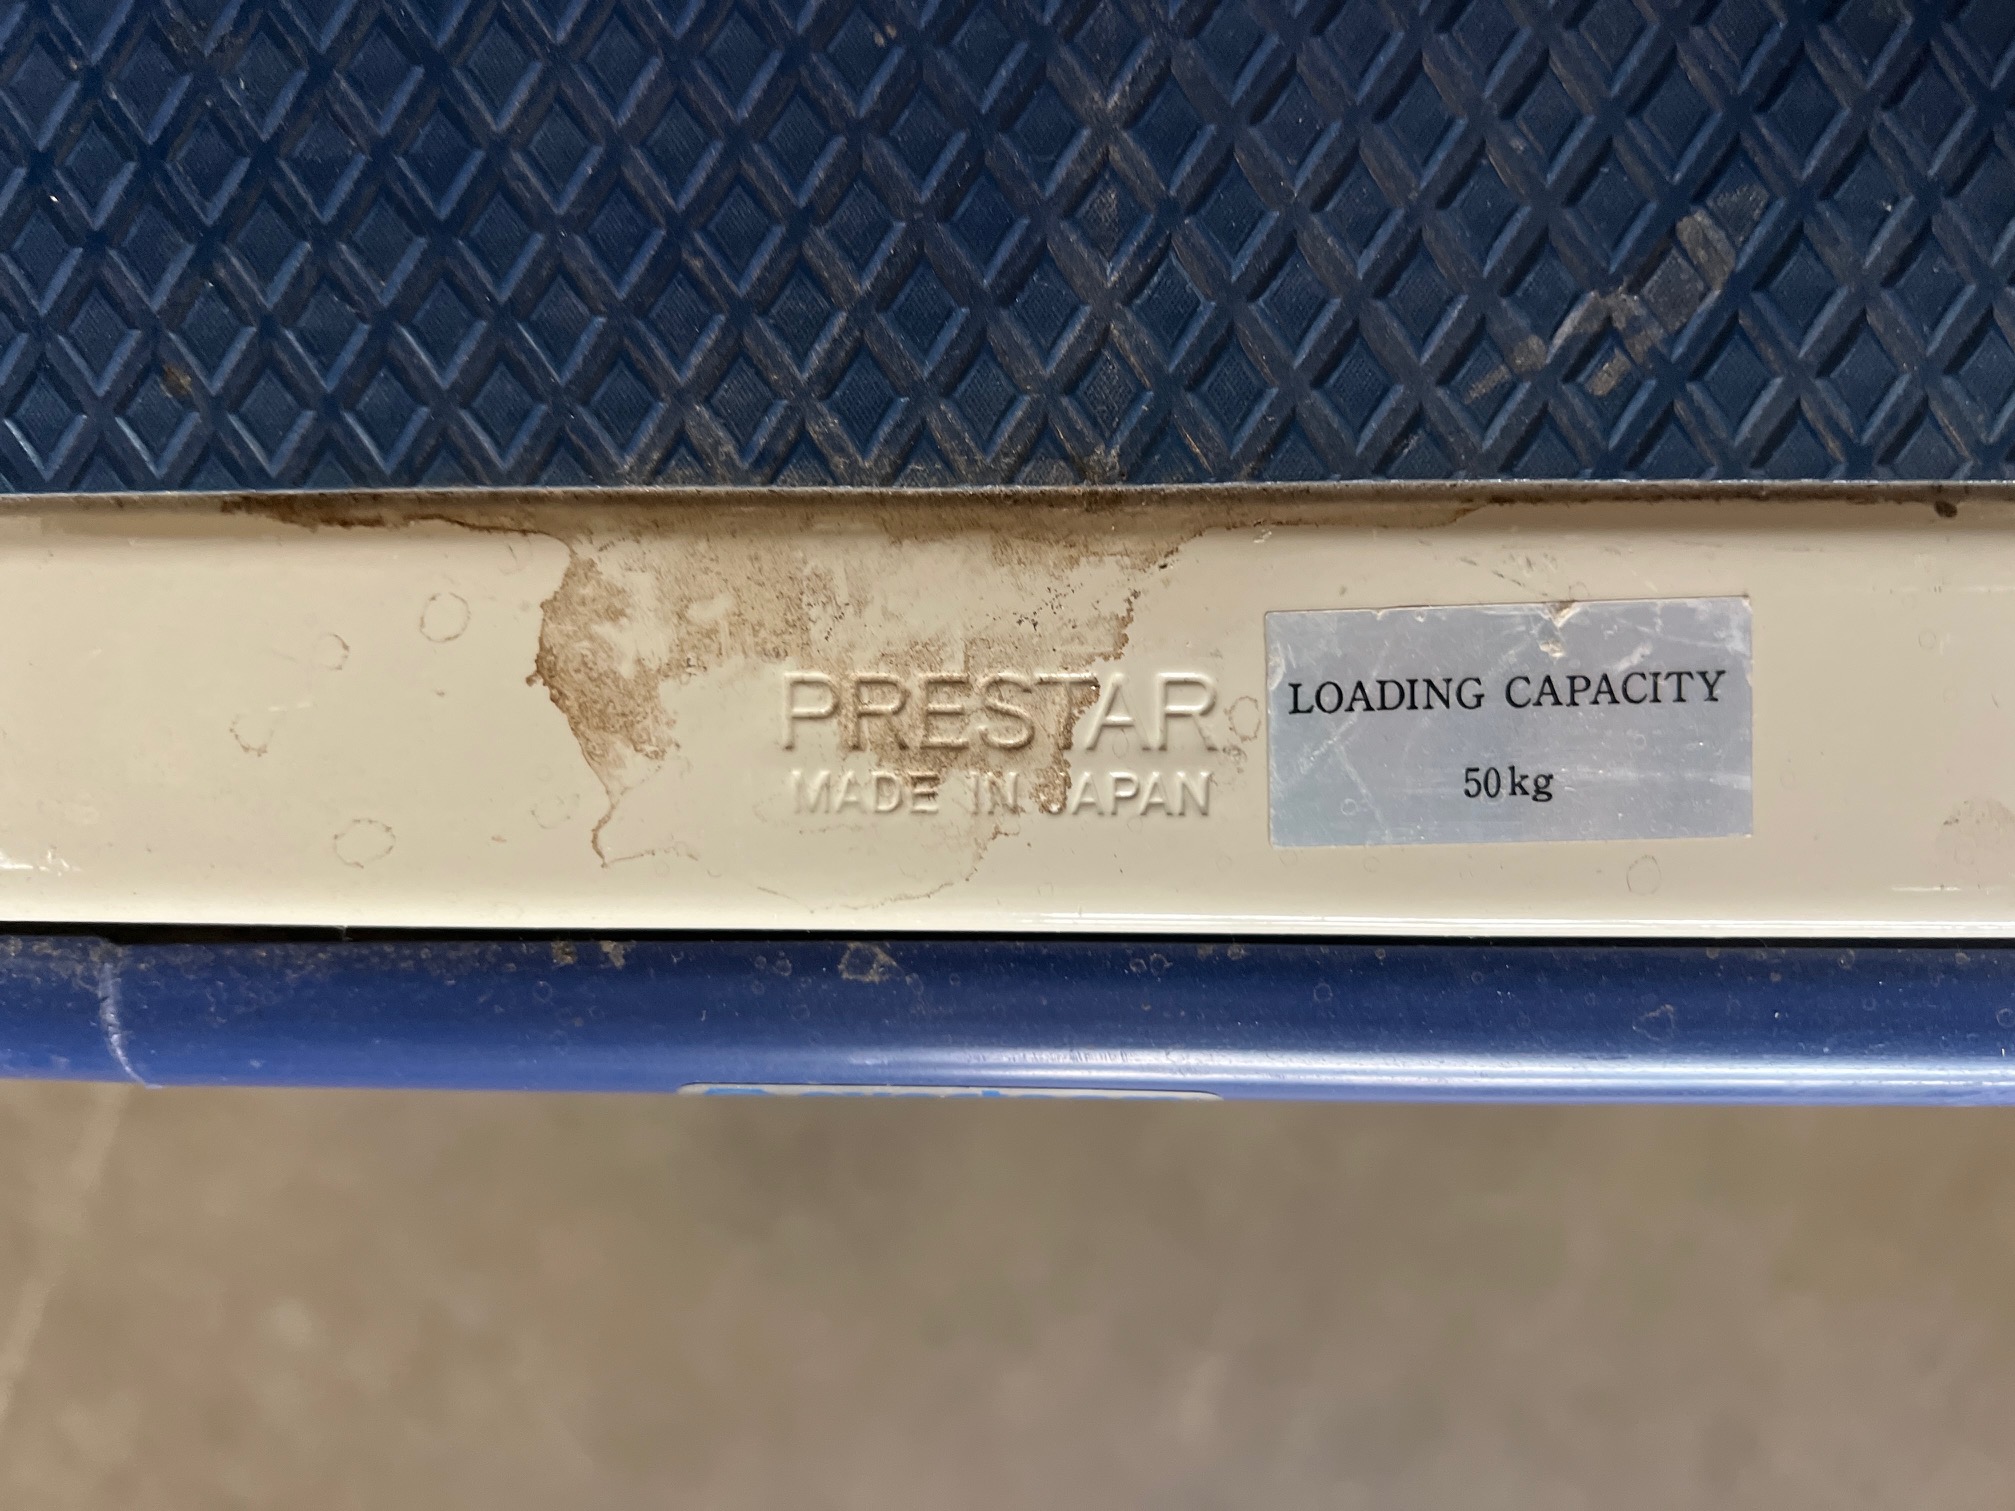 PRESTAR
MADE IN JAPAN
LOADING CAPACITY
50kg